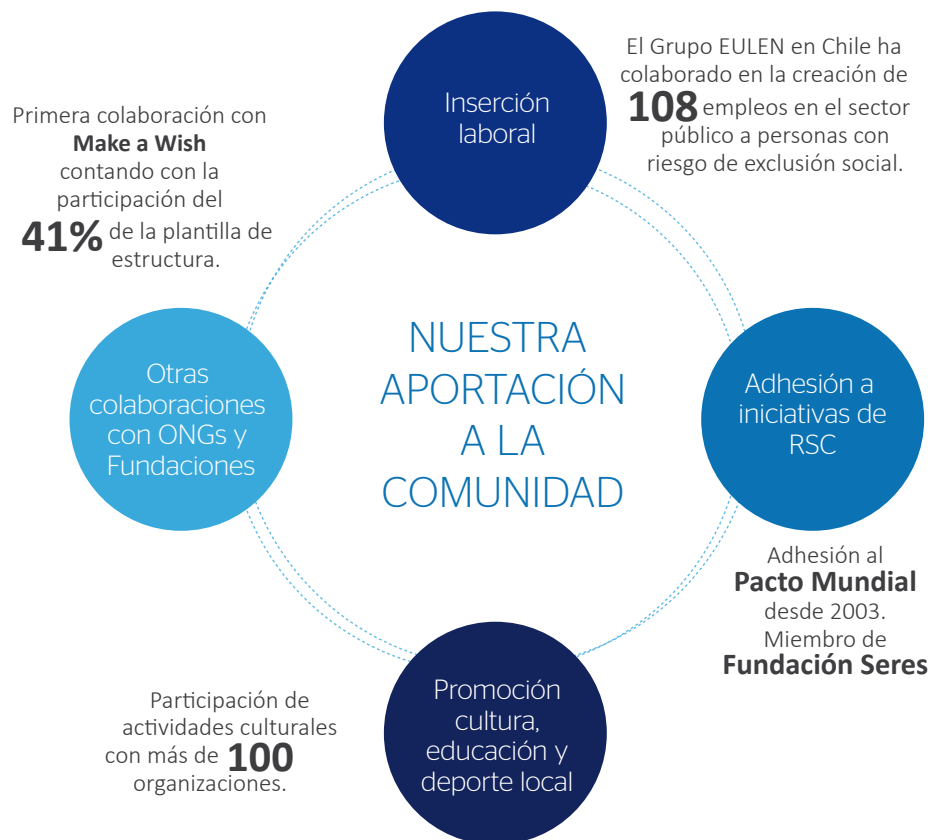 Inserción
laboral
El Grupo EULEN en Chile ha
colaborado en la creación de
108 empleos en el sector
público a personas con
riesgo de exclusión social.
Primera colaboración con
Make a Wish
contando con la
participación del
41% de la plantilla de
estructura.
NUESTRA
APORTACIÓN
A LA
COMUNIDAD
Otras
colaboraciones
con ONGs y
Fundaciones
Adhesión a
iniciativas de
RSC
Adhesión al
Pacto Mundial
desde 2003.
Miembro de
Fundación Seres
Promoción
cultura,
educación y
deporte local
Participación de
actividades culturales
con más de 100
organizaciones.